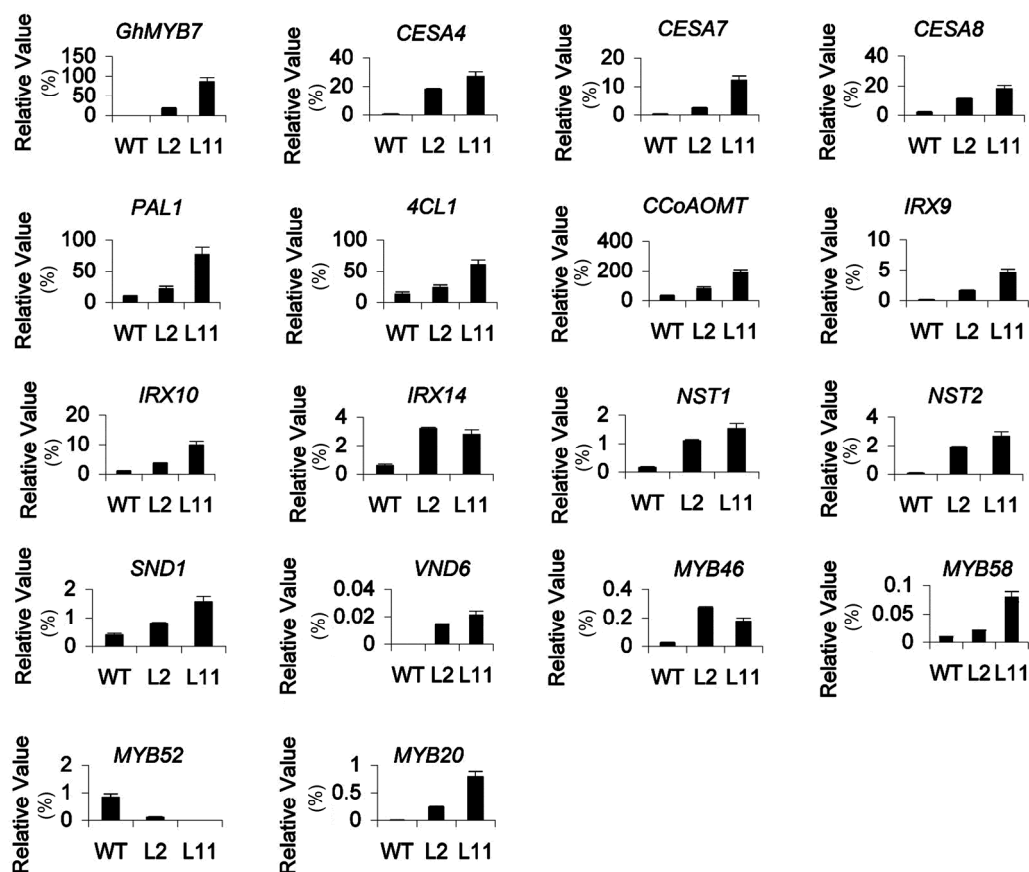 GhMYB7
Relative Value
(%)
150
100
50
0
WT L2 L11
CESA4
Relative Value
(%)
40
20
0
WT L2 L11
CESA7
Relative Value
(%)
20
10
0
WT L2 L11
CESA8
Relative Value
(%)
40
20
0
WT L2 L11
PAL1
Relative Value
(%)
100
50
0
WT L2 L11
4CL1
Relative Value
(%)
100
50
0
WT L2 L11
CCoAOMT
Relative Value
(%)
400
200
0
WT L2 L11
IRX9
Relative Value
(%)
10
5
0
WT L2 L11
IRX10
Relative Value
(%)
20
10
0
WT L2 L11
IRX14
Relative Value
(%)
4
2
0
WT L2 L11
NST1
Relative Value
(%)
2
1
0
WT L2 L11
NST2
Relative Value
(%)
4
2
0
WT L2 L11
SND1
Relative Value
(%)
2
1
0
WT L2 L11
VND6
Relative Value
(%)
0.04
0.02
0
WT L2 L11
MYB46
Relative Value
(%)
0.4
0.2
0
WT L2 L11
MYB58
Relative Value
(%)
0.1
0.05
0
WT L2 L11
MYB52
Relative Value
(%)
2
1
0
WT L2 L11
MYB20
Relative Value
(%)
1
0.5
0
WT L2 L11